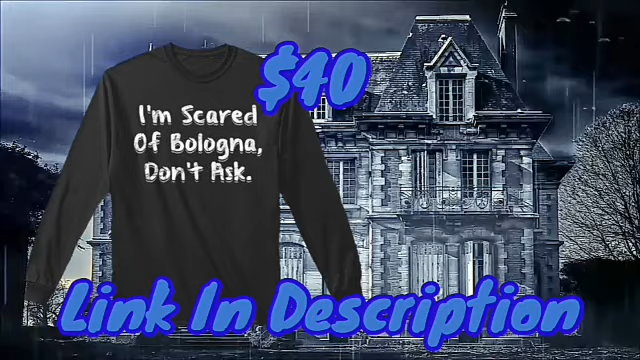 $40
I'm Scared
Of Bologna,
Don't Ask.
Link In Description